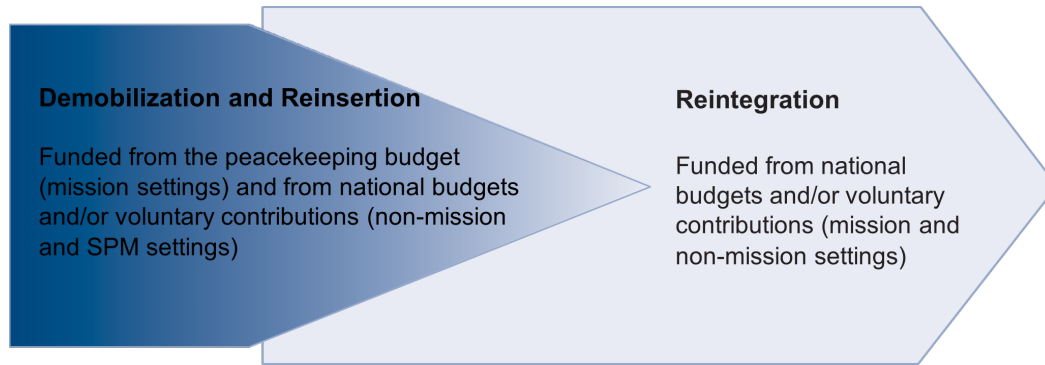 Demobilization and Reinsertion
Funded from the peacekeeping budget
(mission settings) and from national budgets
and/or voluntary contributions (non-mission
and SPM settings)
Reintegration
Funded from national
budgets and/or voluntary
contributions (mission and
non-mission settings)